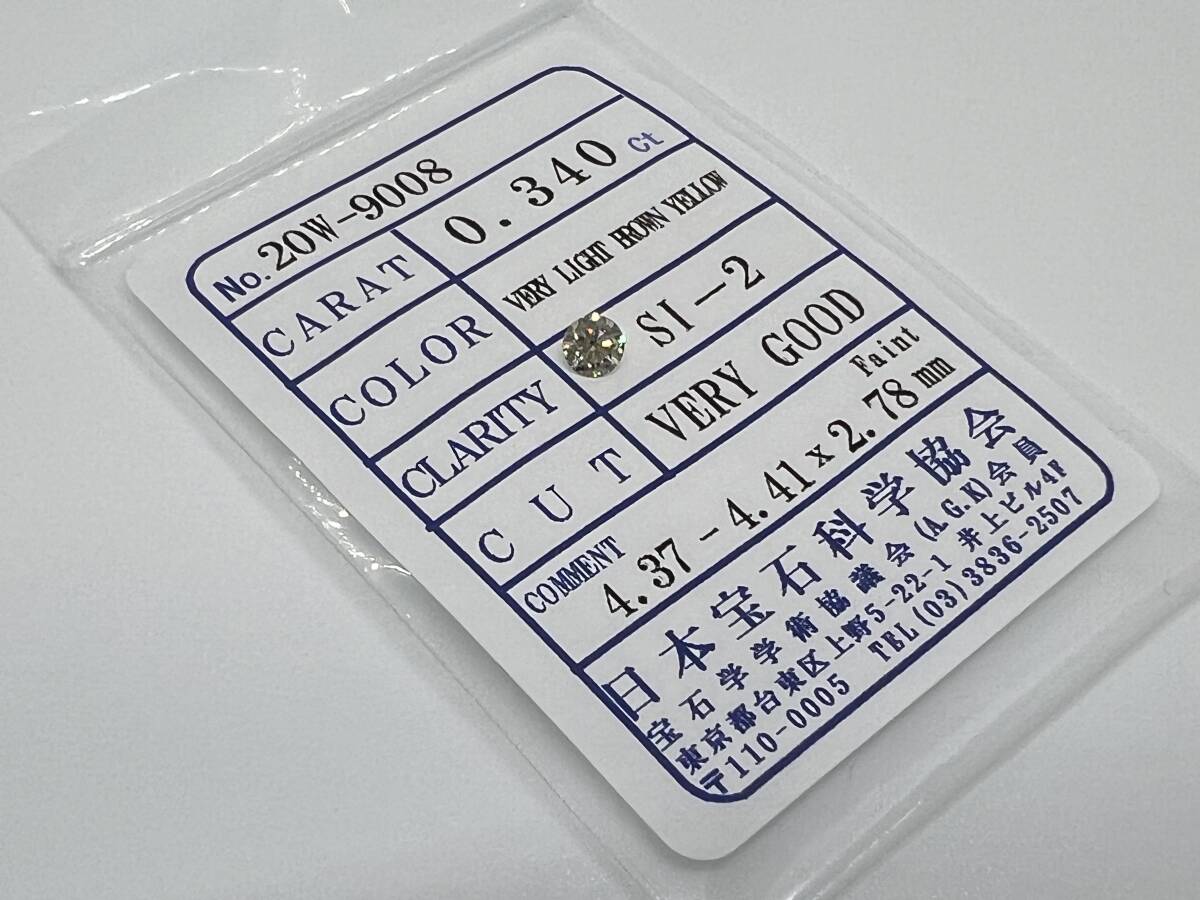 No. 20W-9008
CARAT 0.340 Ct
COLOR VERY LIGHT BROWN YELLOW
CLARITY SI-2
CUT VERY GOOD
COMMENT Faint
4.37 - 4.41 x 2.78 mm
日本宝石科学協会
宝石学学術協議会(A.G.K)会員
東京都台東区上野5-22-1 井上ビル4F
〒110-0005 TEL(03)3836-2507